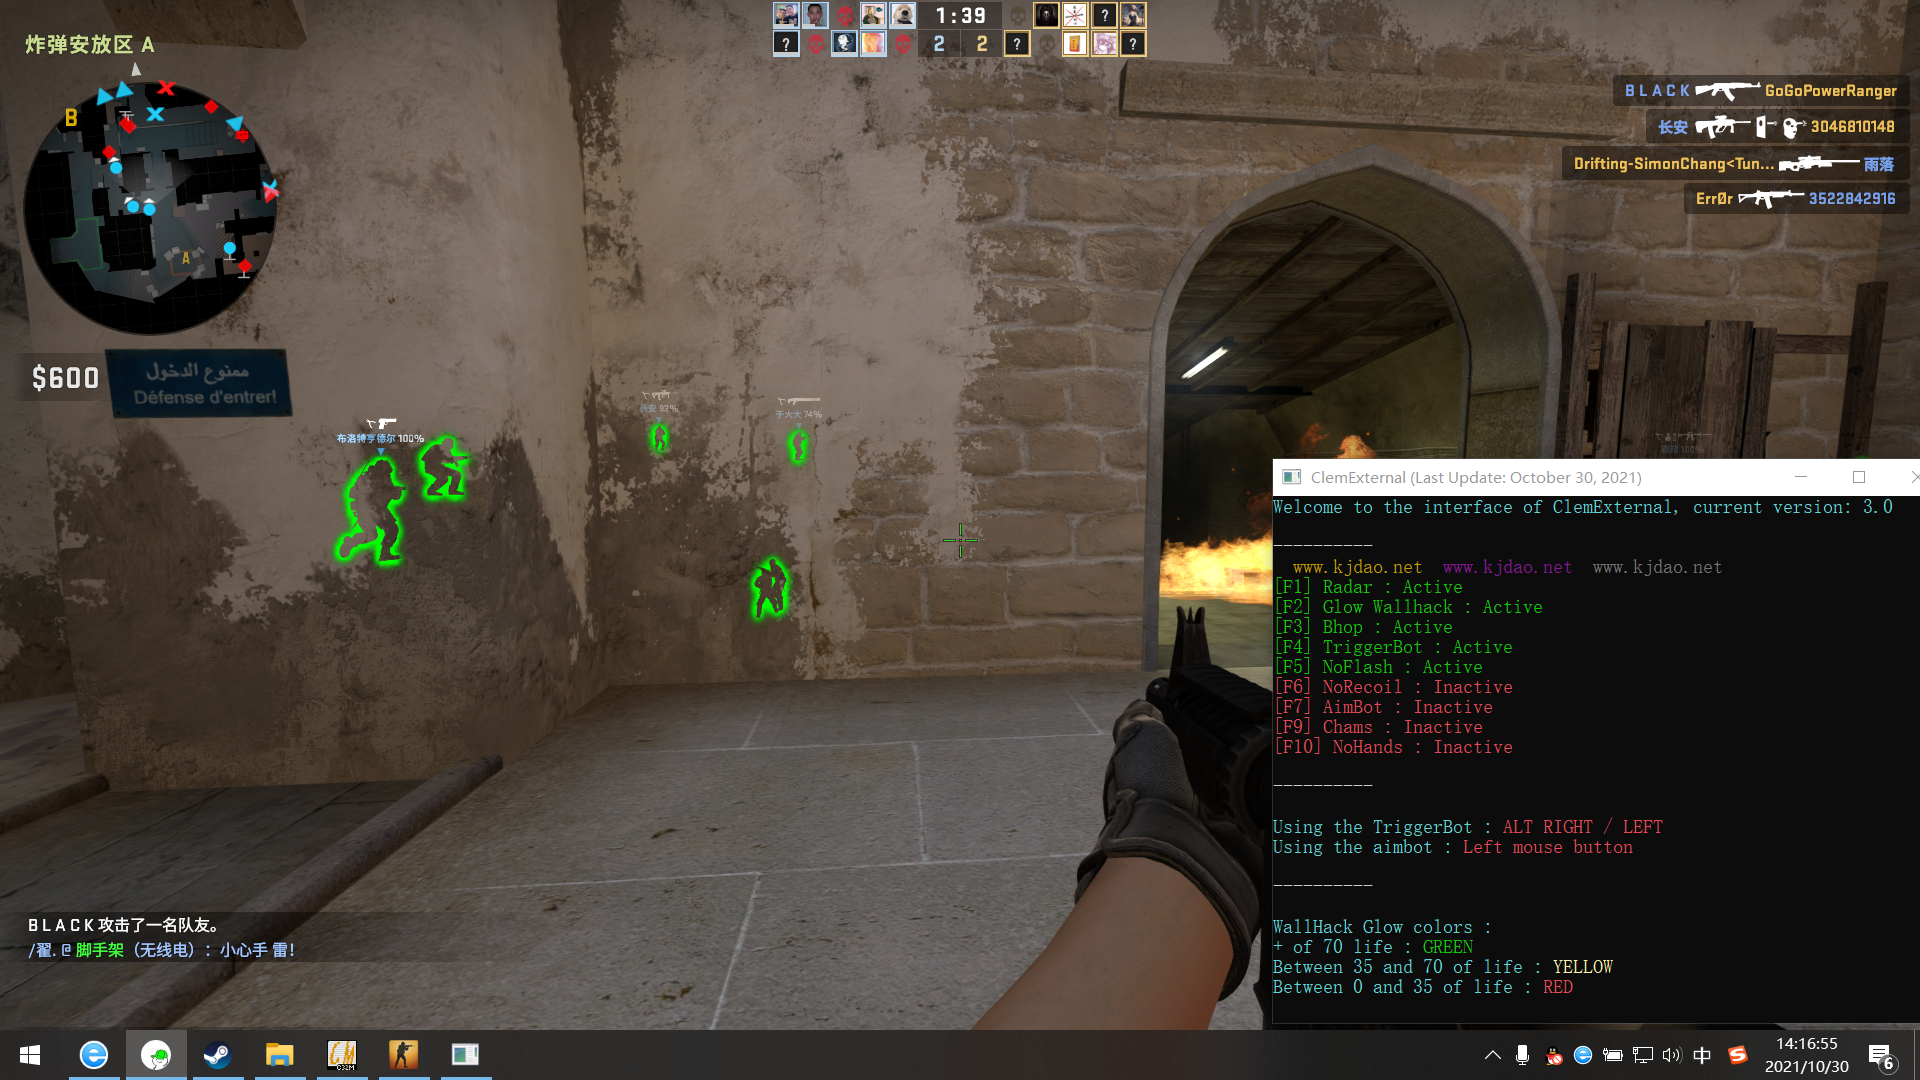 炸弹安放区 A
B
A
1:39
2
2
?
?
?
?
BLACK GoGoPowerRanger
长安 3046810148
Drifting-SimonChang<Tun... 雨落
ErrØr 3522842916
$600
ممنوع الدخول
Défense d'entrer!
布洛特亨德尔 100%
长安 93%
于大大 74%
ClemExternal (Last Update: October 30, 2021)
Welcome to the interface of ClemExternal, current version: 3.0
----------
www.kjdao.net www.kjdao.net www.kjdao.net
[F1] Radar : Active
[F2] Glow Wallhack : Active
[F3] Bhop : Active
[F4] TriggerBot : Active
[F5] NoFlash : Active
[F6] NoRecoil : Inactive
[F7] AimBot : Inactive
[F9] Chams : Inactive
[F10] NoHands : Inactive
----------
Using the TriggerBot : ALT RIGHT / LEFT
Using the aimbot : Left mouse button
----------
WallHack Glow colors :
+ of 70 life : GREEN
Between 35 and 70 of life : YELLOW
Between 0 and 35 of life : RED
BLACK 攻击了一名队友。
/翟.@ 脚手架（无线电）：小心手 雷！
中
14:16:55
2021/10/30
6